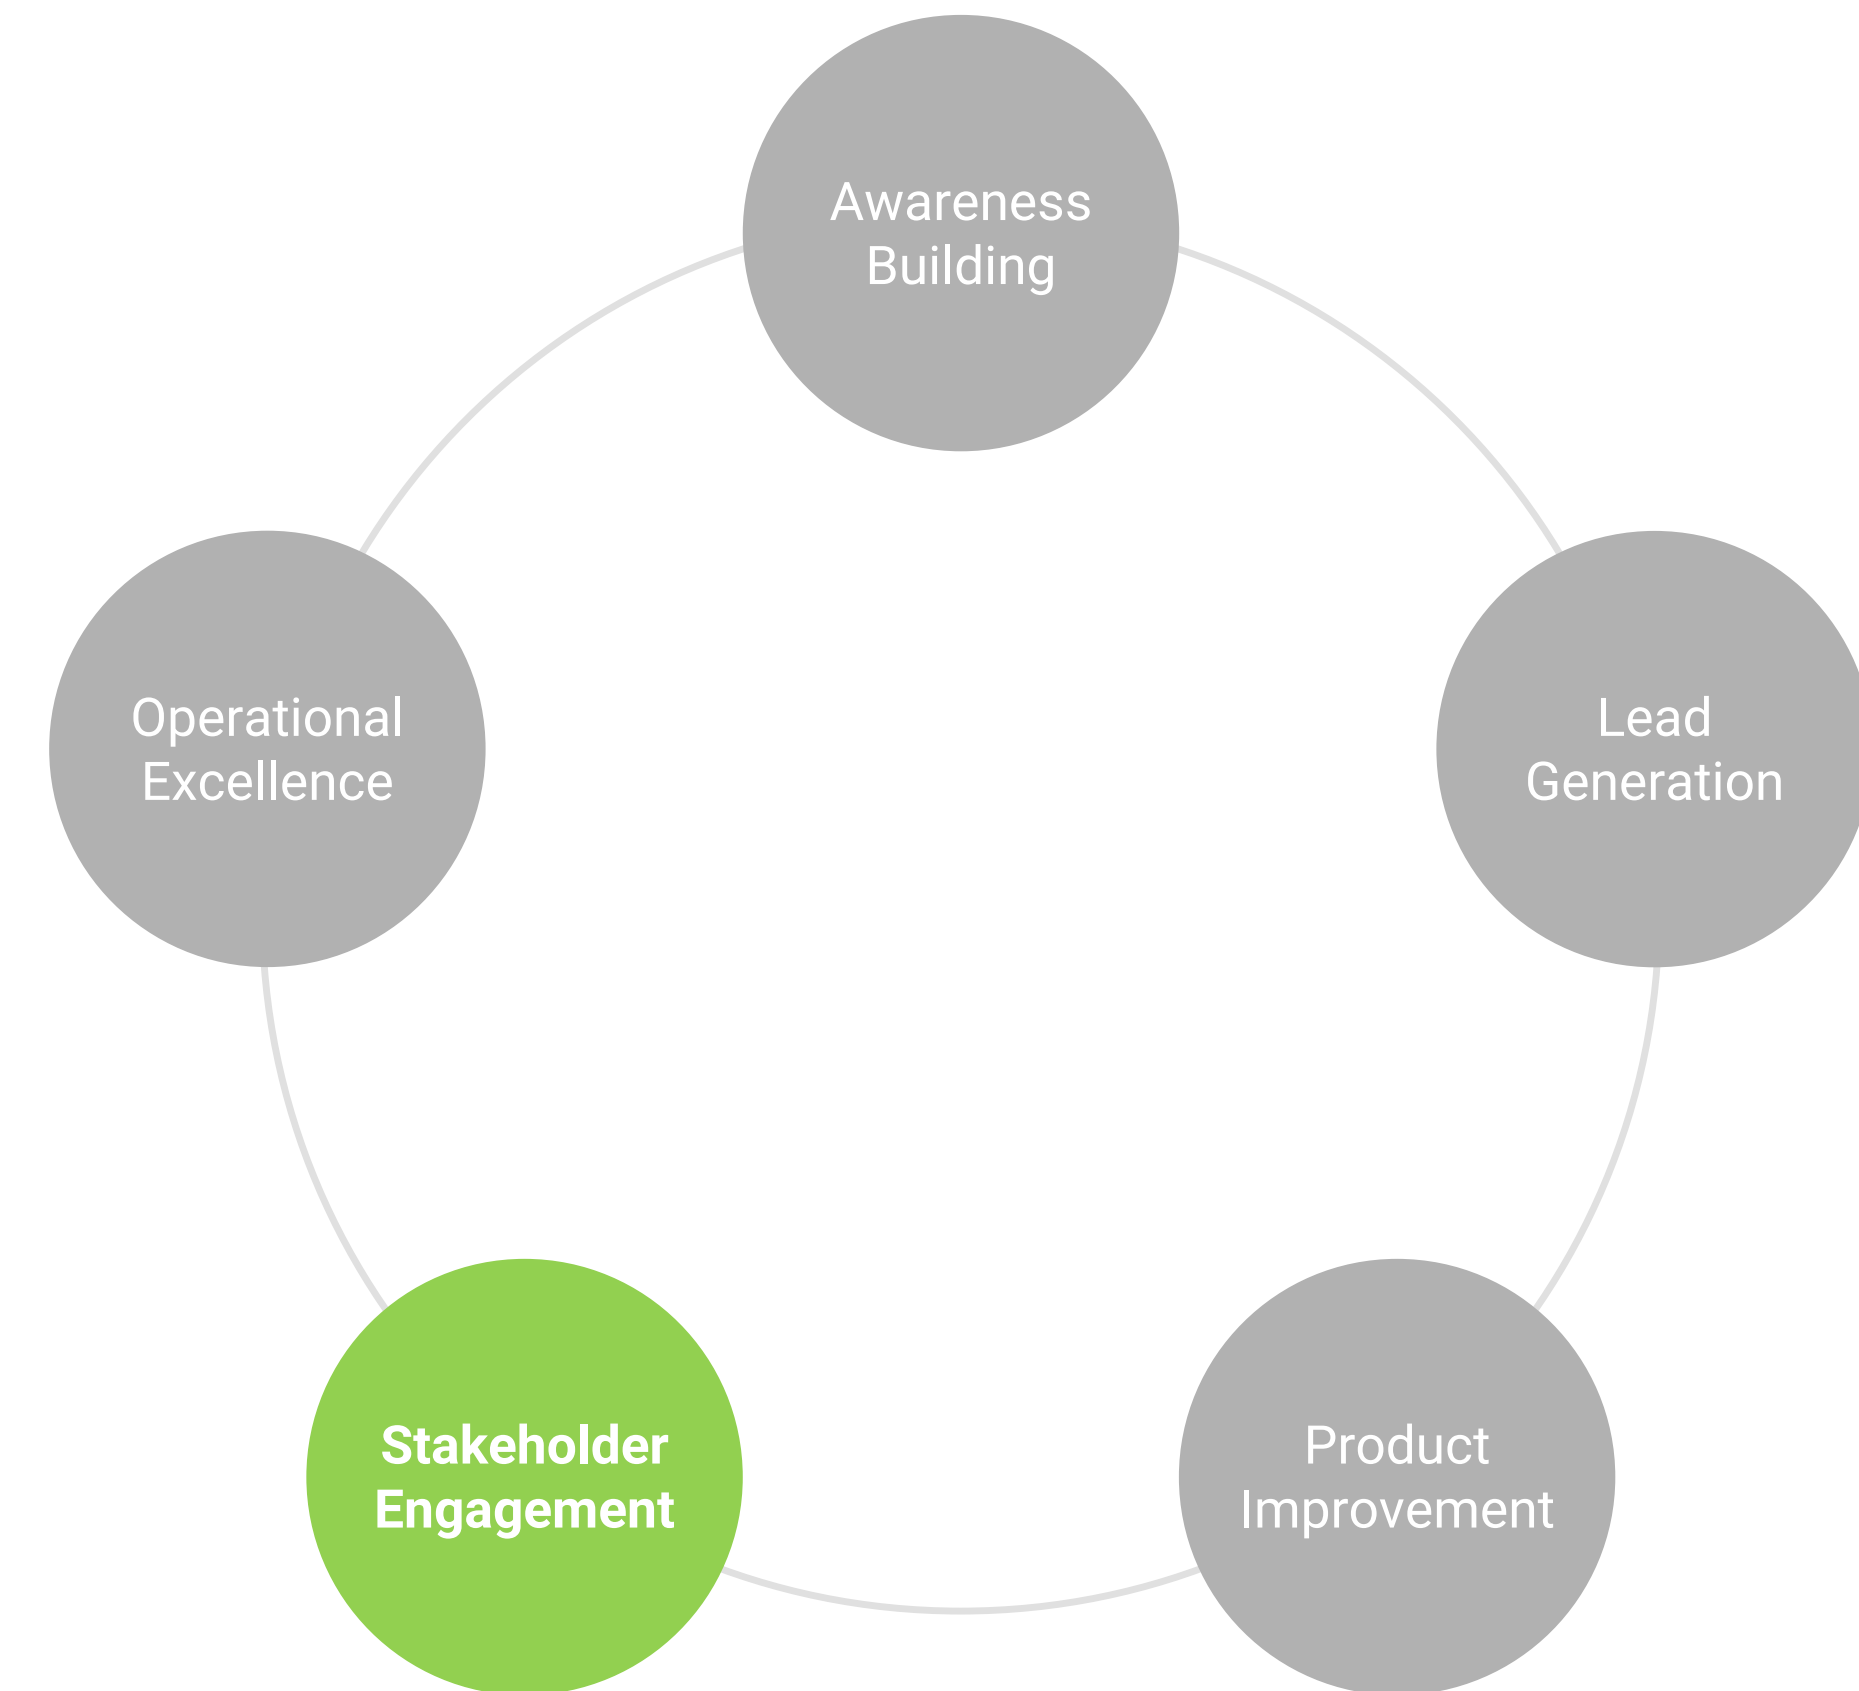 Awareness
Building
Operational
Excellence
Lead
Generation
Stakeholder
Engagement
Product
Improvement